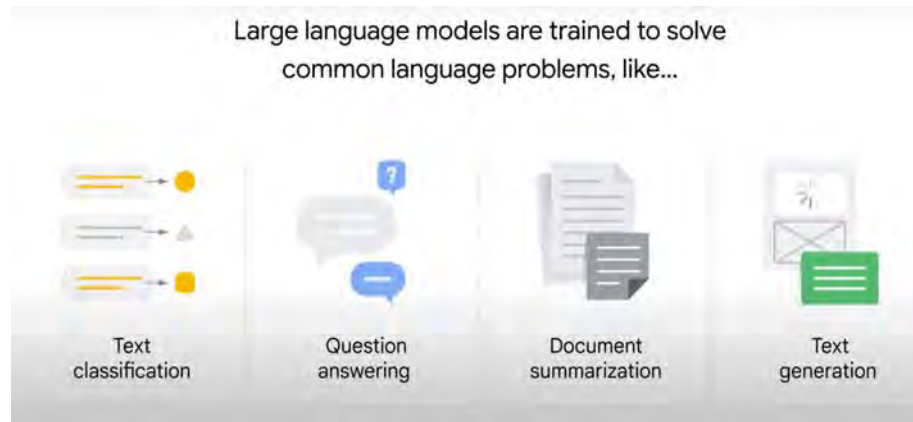 Large language models are trained to solve
common language problems, like...
?
Text
classification
Question
answering
Document
summarization
Text
generation